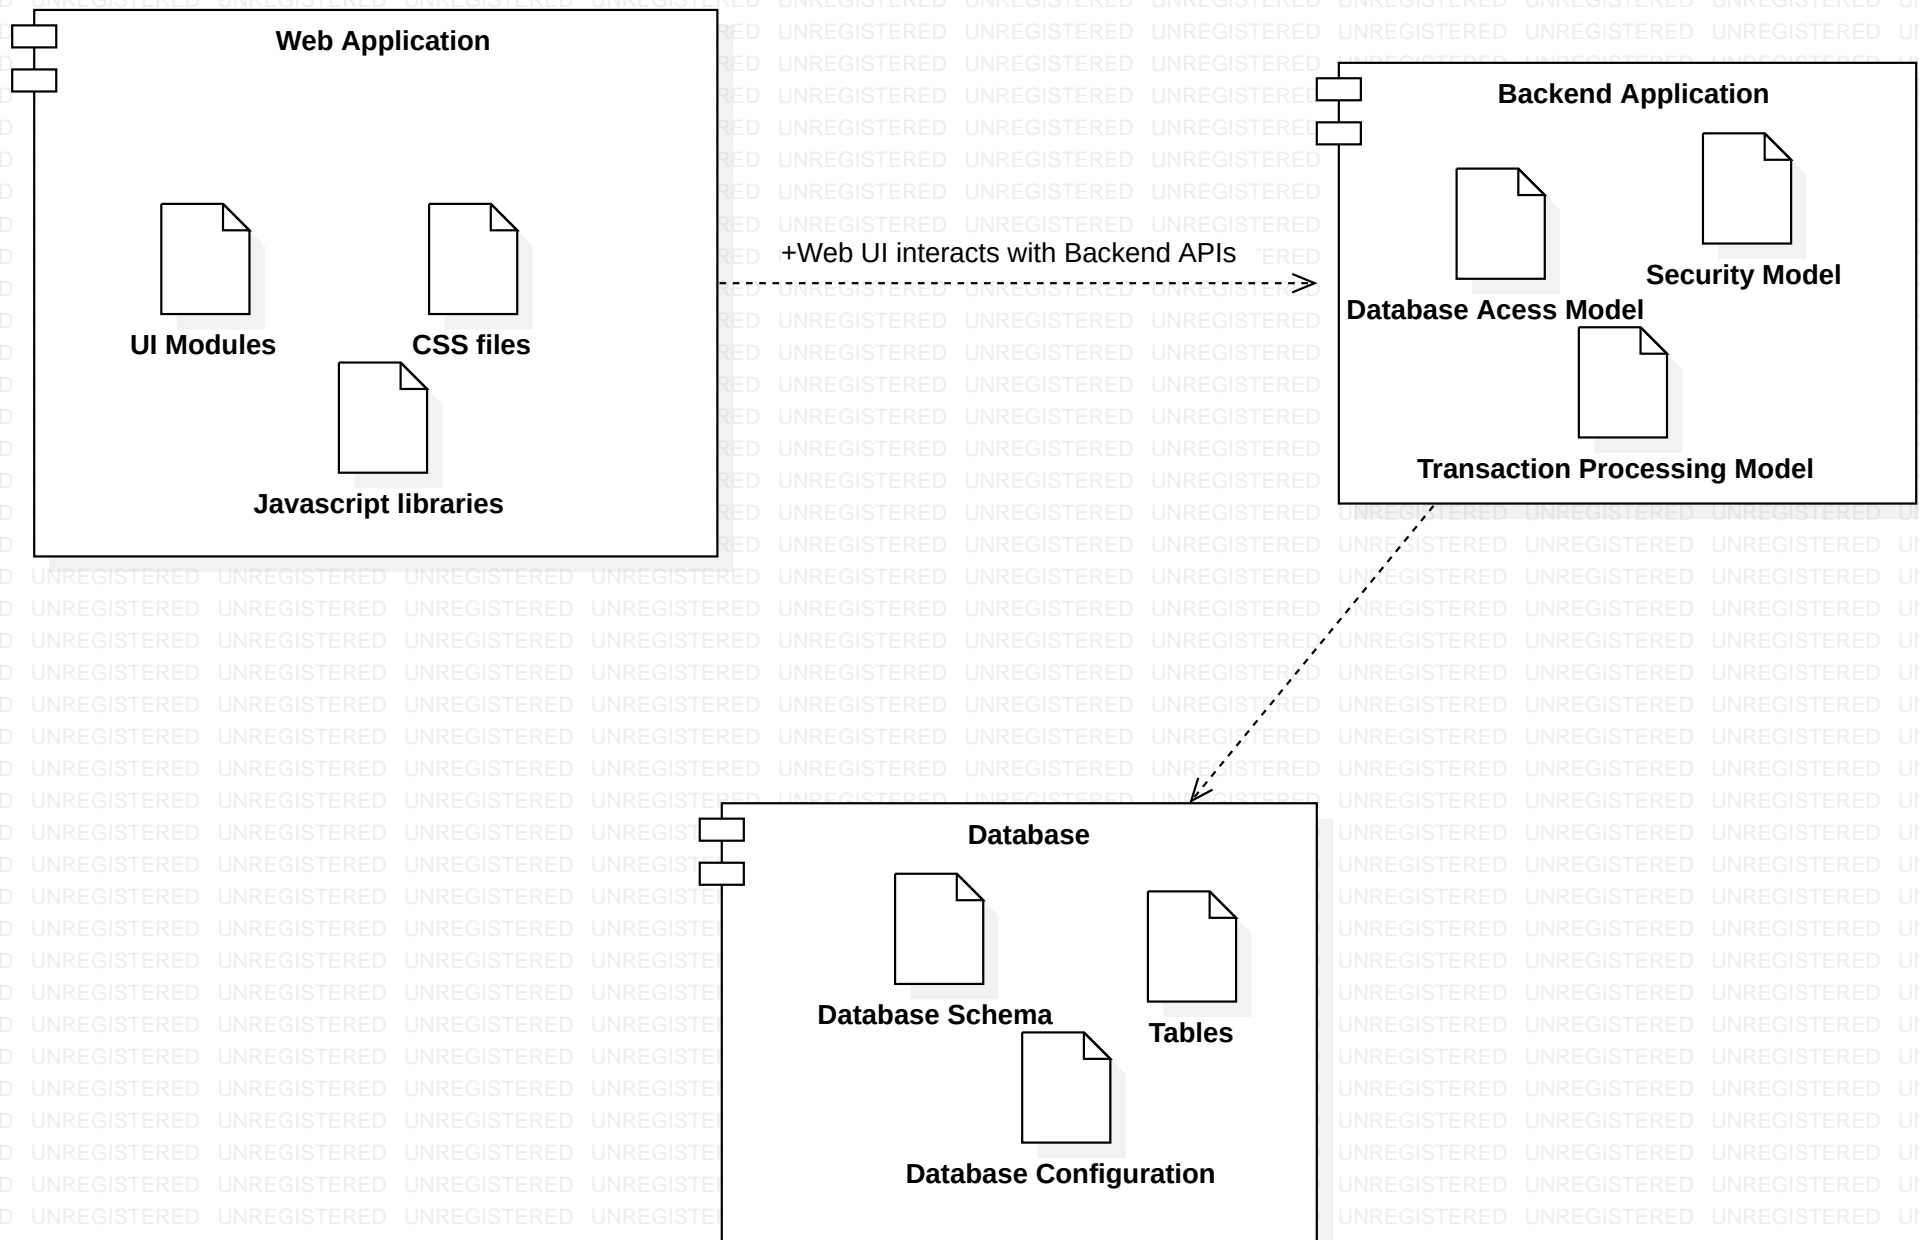 Web Application
UI Modules
CSS files
Javascript libraries
+Web UI interacts with Backend APIs
Backend Application
Security Model
Database Acess Model
Transaction Processing Model
Database
Database Schema
Tables
Database Configuration
UNREGISTERED